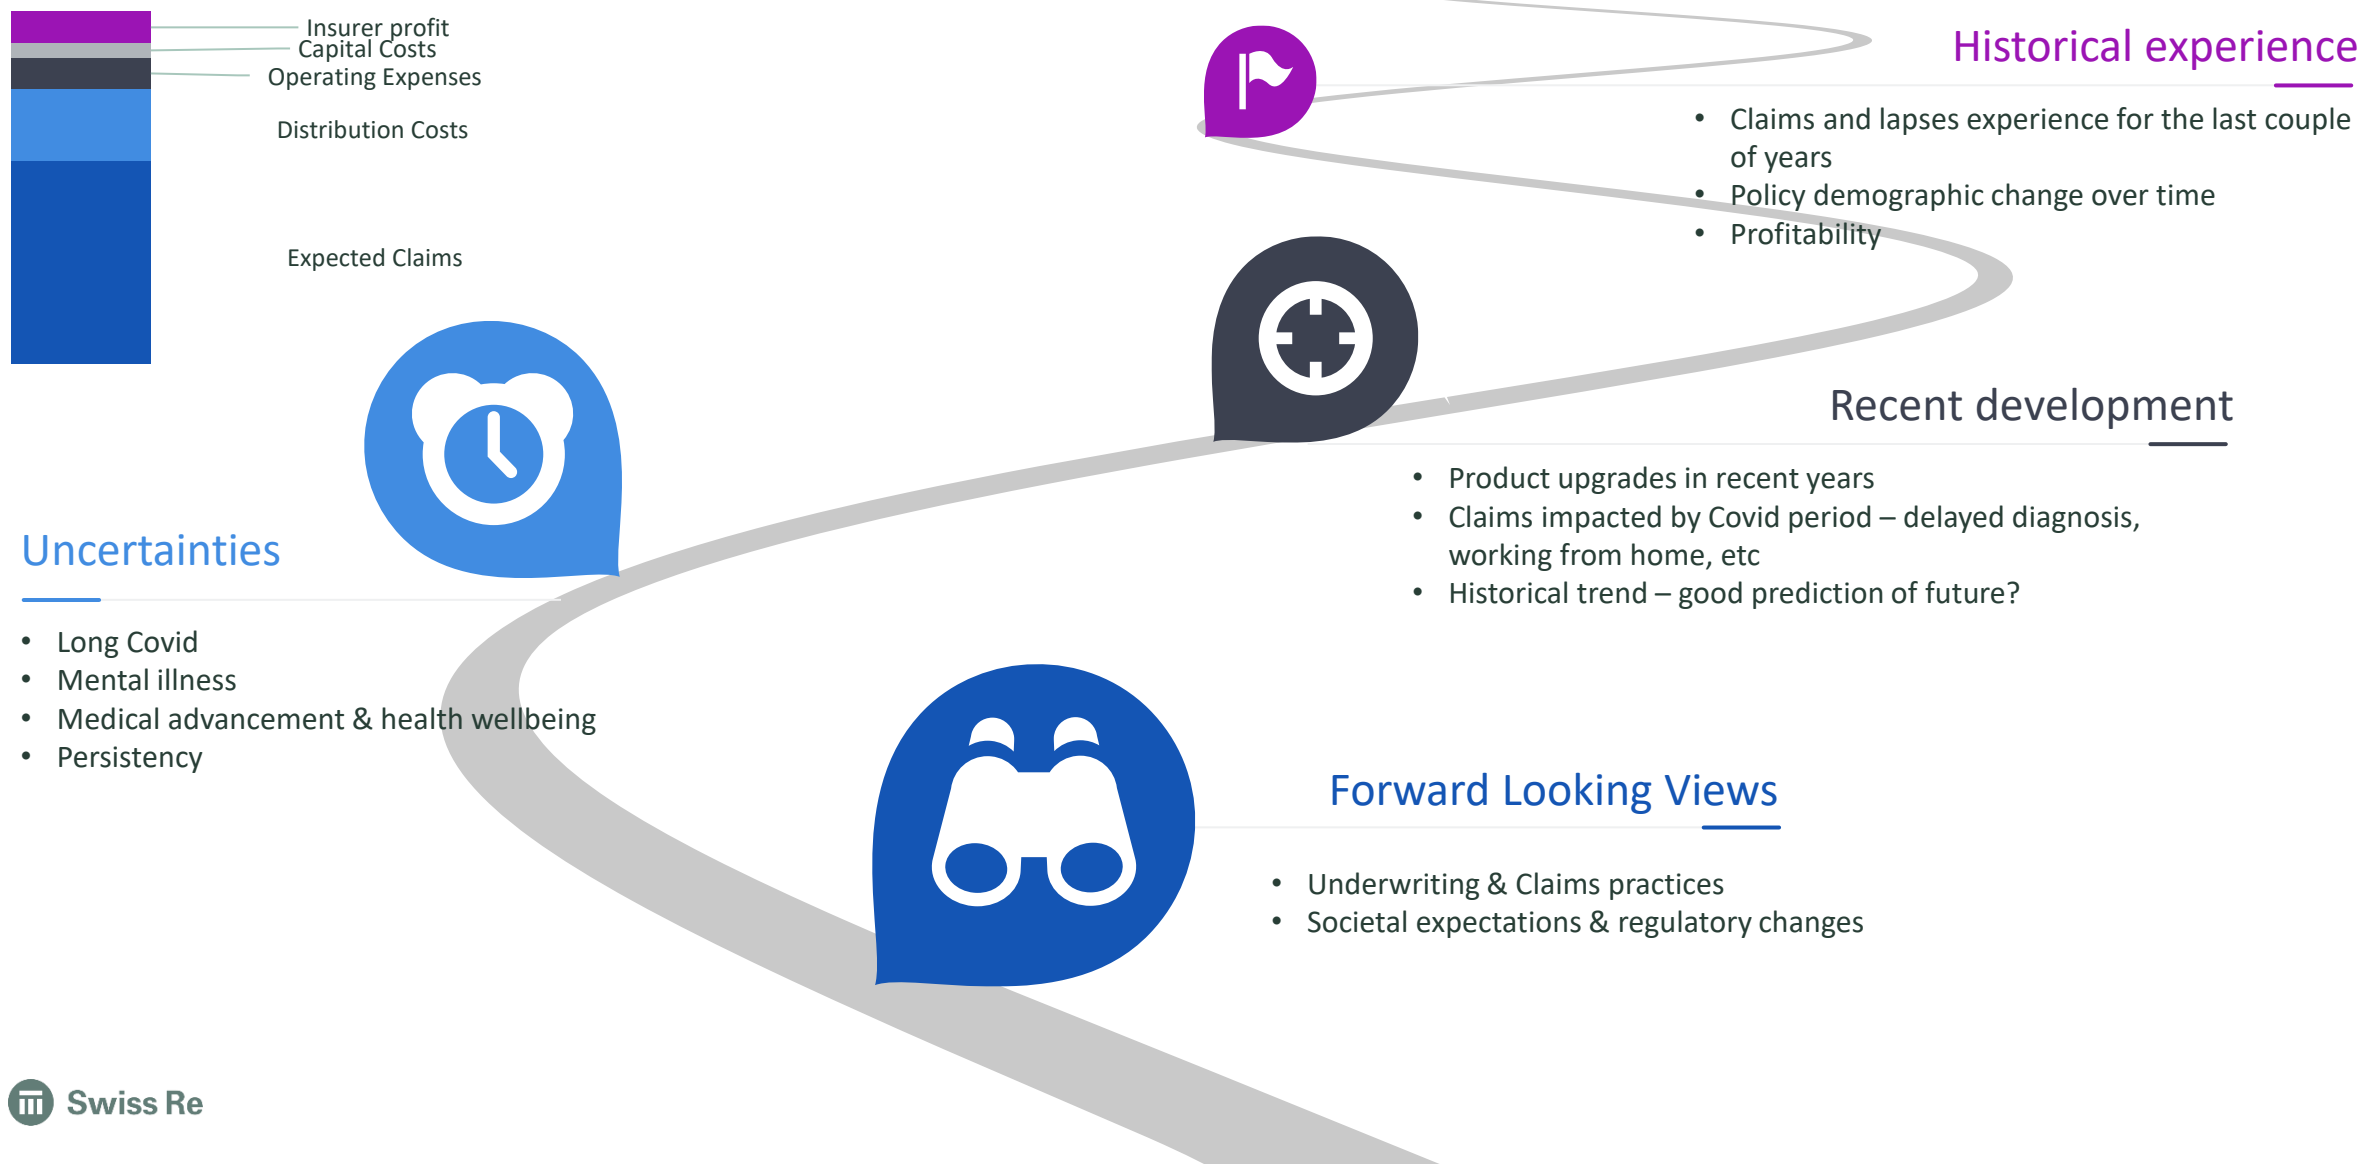 Insurer profit
Capital Costs
Operating Expenses
Distribution Costs
Expected Claims
Historical experience
• Claims and lapses experience for the last couple
of years
• Policy demographic change over time
• Profitability
Recent development
• Product upgrades in recent years
• Claims impacted by Covid period – delayed diagnosis,
working from home, etc
• Historical trend – good prediction of future?
Uncertainties
• Long Covid
• Mental illness
• Medical advancement & health wellbeing
• Persistency
Forward Looking Views
• Underwriting & Claims practices
• Societal expectations & regulatory changes
Swiss Re